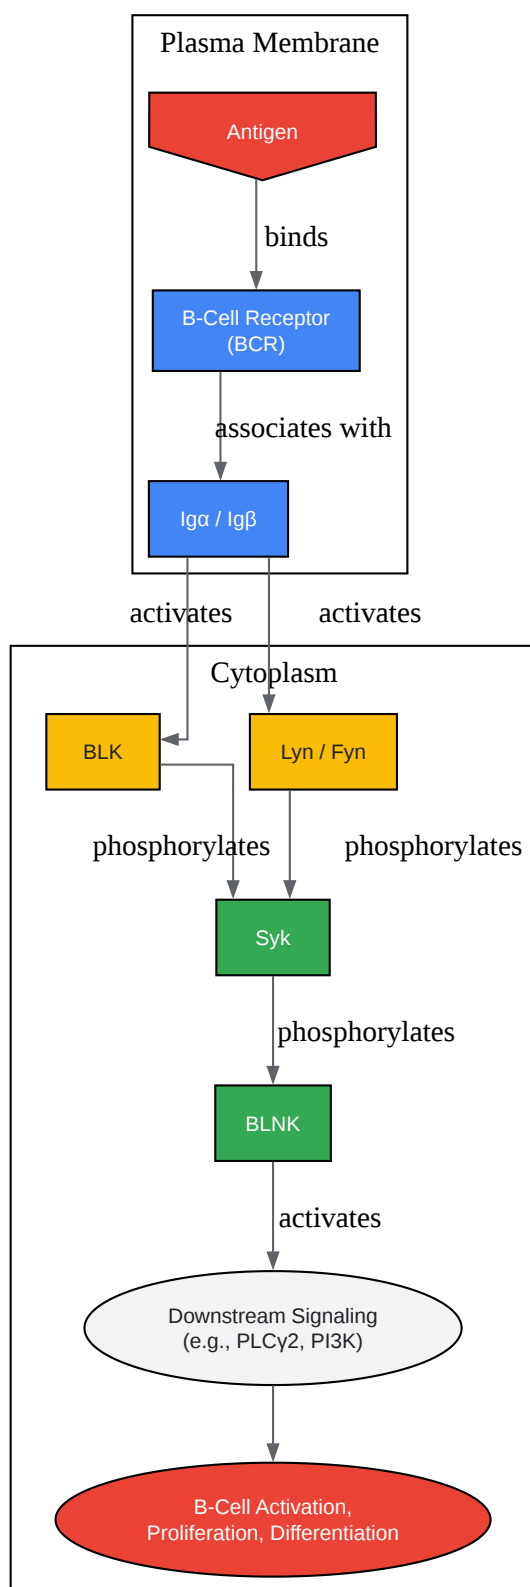 Plasma Membrane
Antigen
binds
B-Cell Receptor
(BCR)
associates with
Igα / Igβ
activates
activates
Cytoplasm
BLK
Lyn / Fyn
phosphorylates
phosphorylates
Syk
phosphorylates
BLNK
activates
Downstream Signaling
(e.g., PLCγ2, PI3K)
B-Cell Activation,
Proliferation, Differentiation